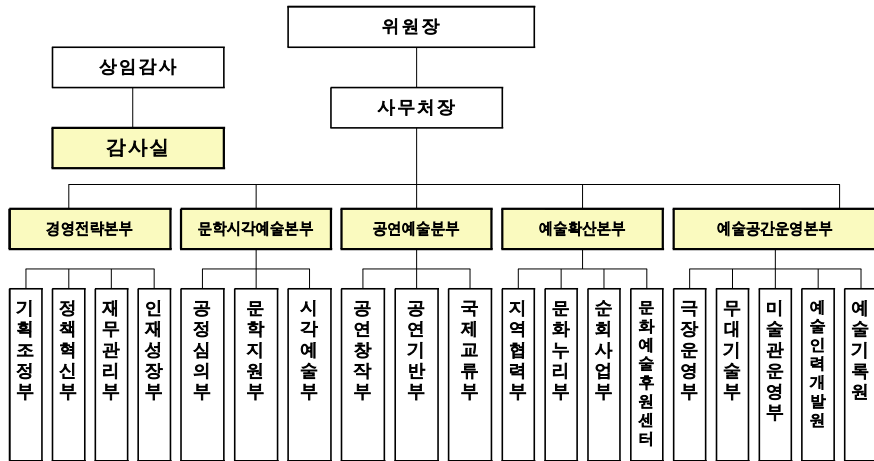 위원장
상임감사
사무처장
감사실
경영전략본부
문학시각예술본부
공연예술분부
예술확산본부
예술공간운영본부
기획조정부
정책혁신부
재무관리부
인재성장부
공정심의부
문학지원부
시각예술부
공연창작부
공연기반부
국제교류부
지역협력부
문화누리부
순회사업부
문화예술후원센터
극장운영부
무대기술부
미술관운영부
예술인력개발원
예술기록원